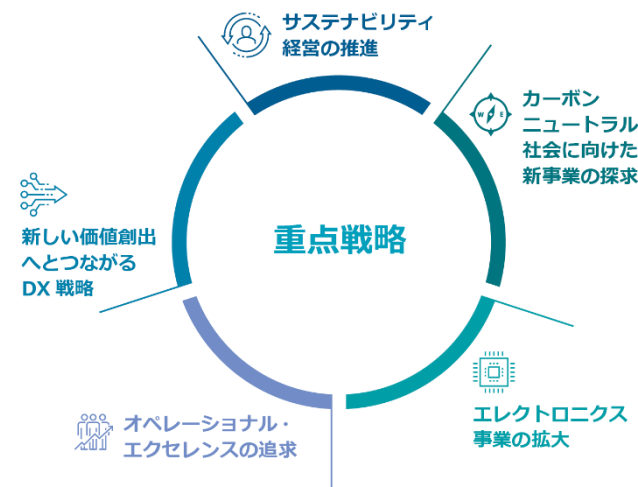 サステナビリティ
経営の推進
W E
カーボン
ニュートラル
社会に向けた
新事業の探求
重点戦略
新しい価値創出
へとつながる
DX 戦略
エレクトロニクス
事業の拡大
オペレーショナル・
エクセレンスの追求